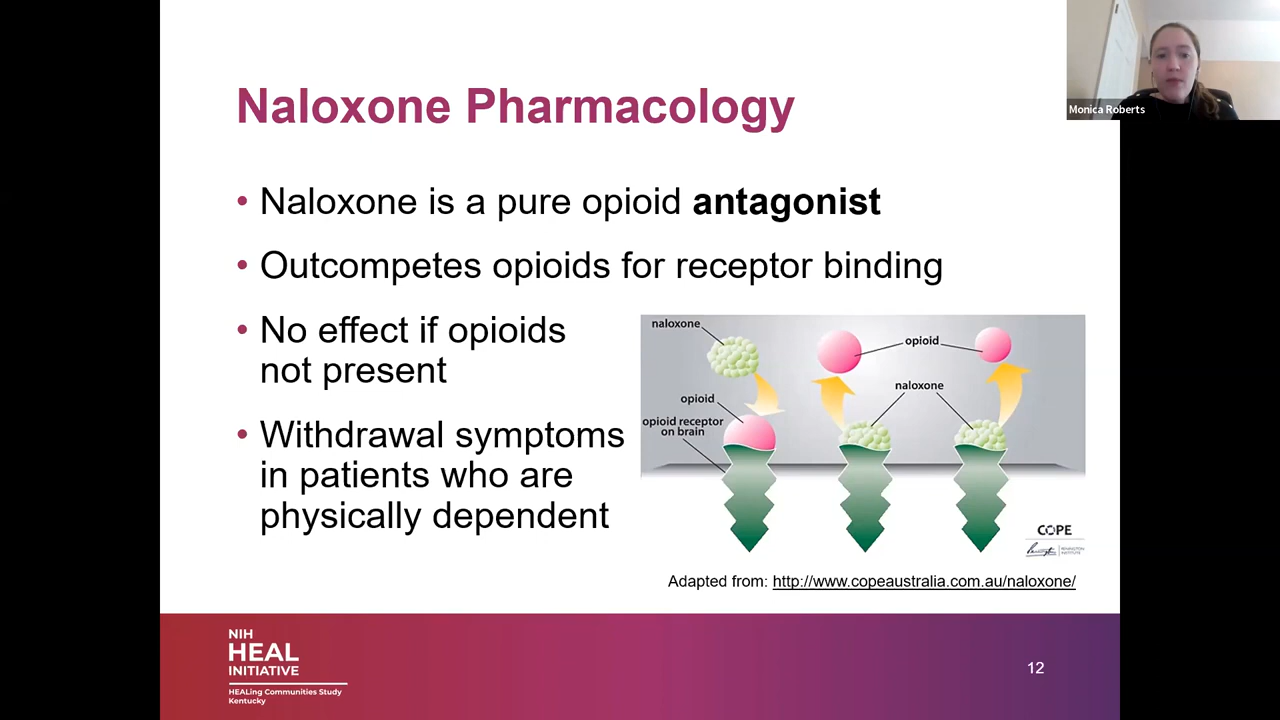 Naloxone Pharmacology
Monica Roberts
• Naloxone is a pure opioid antagonist
• Outcompetes opioids for receptor binding
• No effect if opioids
not present
• Withdrawal symptoms
in patients who are
physically dependent
naloxone
opioid
opioid
naloxone
opioid receptor
on brain
COPE
Adapted from: http://www.copeaustralia.com.au/naloxone/
NIH
HEAL
INITIATIVE
HEALing Communities Study
Kentucky
12